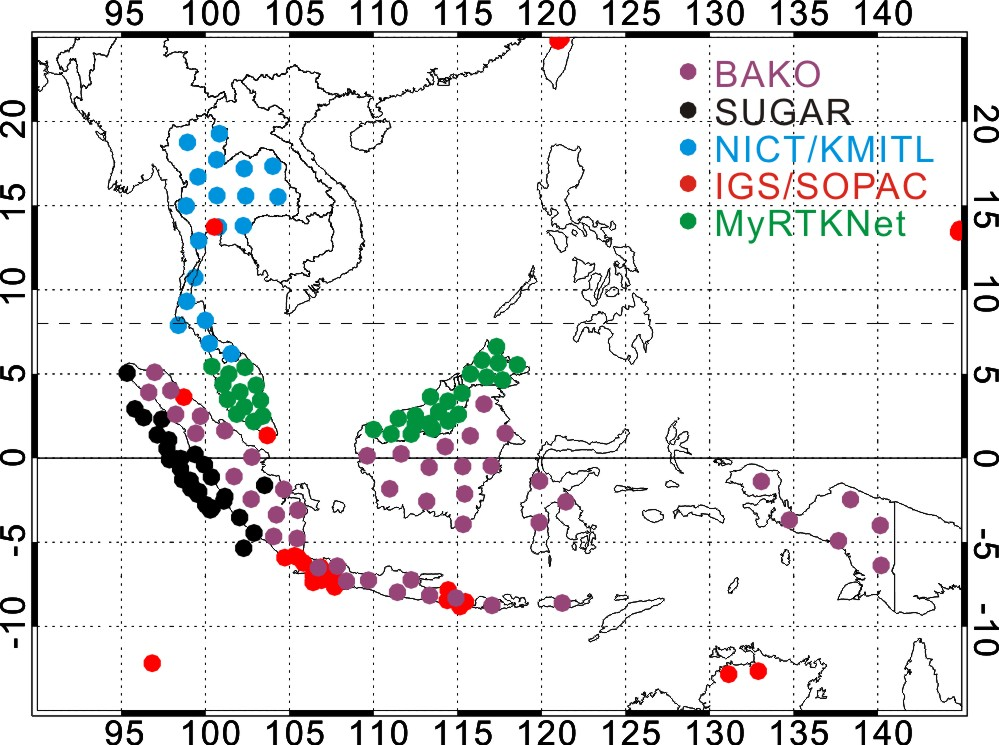 95 100 105 110 115 120 125 130 135 140
BAKO
SUGAR
NICT/KMITL
IGS/SOPAC
MyRTKNet
20 20
15 15
10 10
5 5
0 0
-5 -5
-10 -10
95 100 105 110 115 120 125 130 135 140